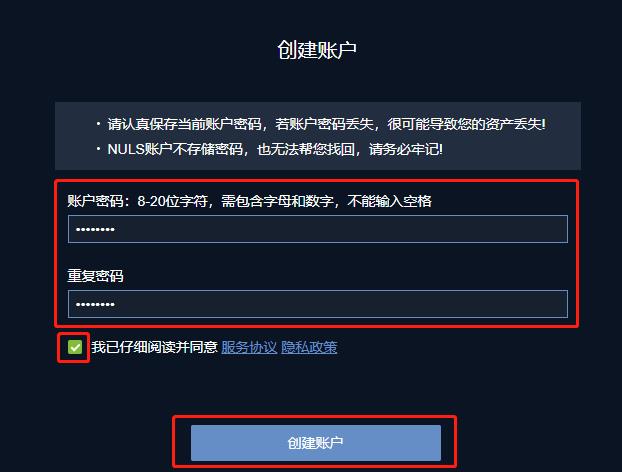 创建账户
• 请认真保存当前账户密码，若账户密码丢失，很可能导致您的资产丢失!
• NULS账户不存储密码，也无法帮您找回，请务必牢记!
账户密码：8-20位字符，需包含字母和数字，不能输入空格
••••••••
重复密码
••••••••
我已仔细阅读并同意 服务协议 隐私政策
创建账户